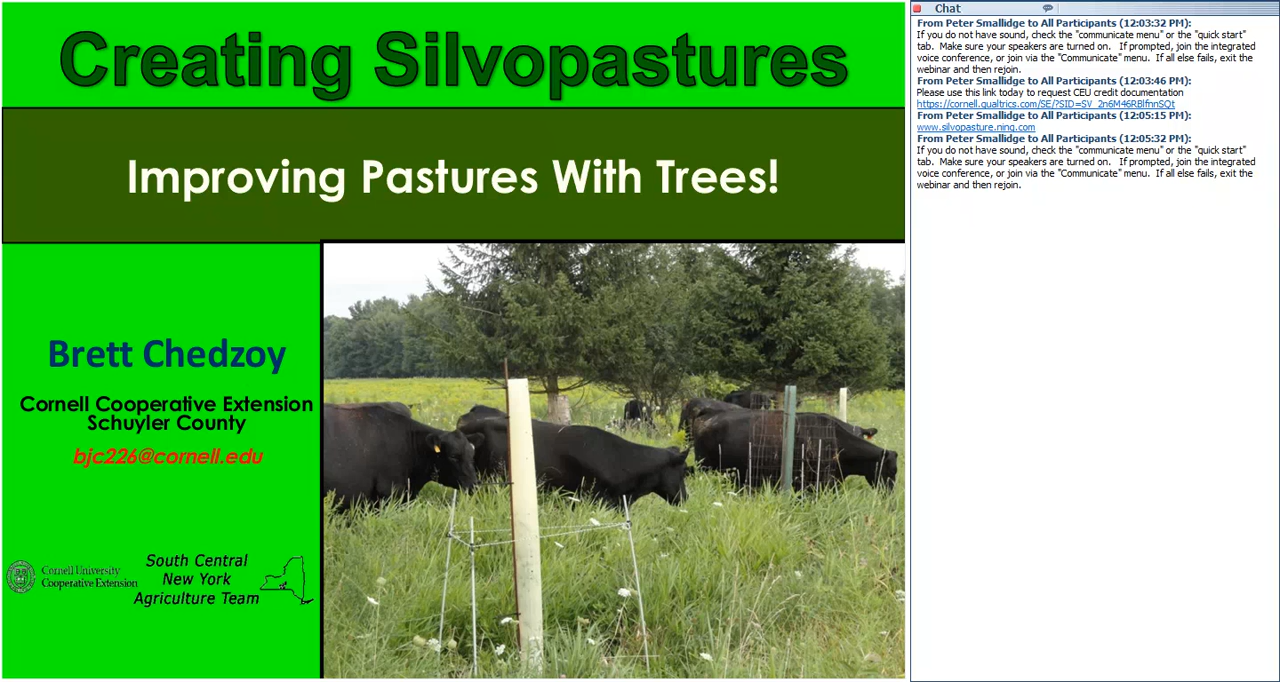 Creating Silvopastures
Improving Pastures With Trees!
Brett Chedzoy
Cornell Cooperative Extension
Schuyler County
bjc226@cornell.edu
Cornell University
Cooperative Extension
South Central
New York
Agriculture Team
Chat
From Peter Smallidge to All Participants (12:03:32 PM):
If you do not have sound, check the "communicate menu" or the "quick start"
tab. Make sure your speakers are turned on. If prompted, join the integrated
voice conference, or join via the "Communicate" menu. If all else fails, exit the
webinar and then rejoin.
From Peter Smallidge to All Participants (12:03:46 PM):
Please use this link today to request CEU credit documentation
https://cornell.qualtrics.com/SE/?SID=SV_2n6M46RBlfnnSQt
From Peter Smallidge to All Participants (12:05:15 PM):
www.silvopasture.ning.com
From Peter Smallidge to All Participants (12:05:32 PM):
If you do not have sound, check the "communicate menu" or the "quick start"
tab. Make sure your speakers are turned on. If prompted, join the integrated
voice conference, or join via the "Communicate" menu. If all else fails, exit the
webinar and then rejoin.